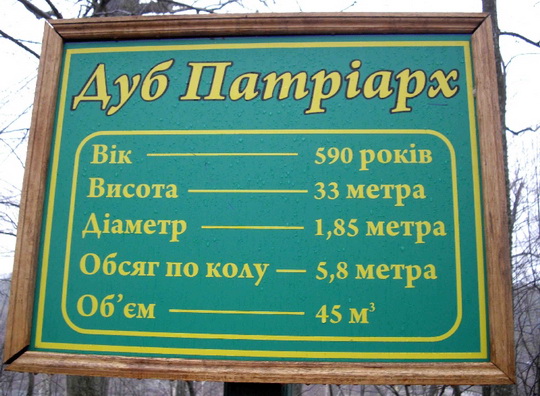 Дуб Патріарх
Вік — 590 років
Висота — 33 метра
Діаметр — 1,85 метра
Обсяг по колу — 5,8 метра
Об’єм — 45 м³